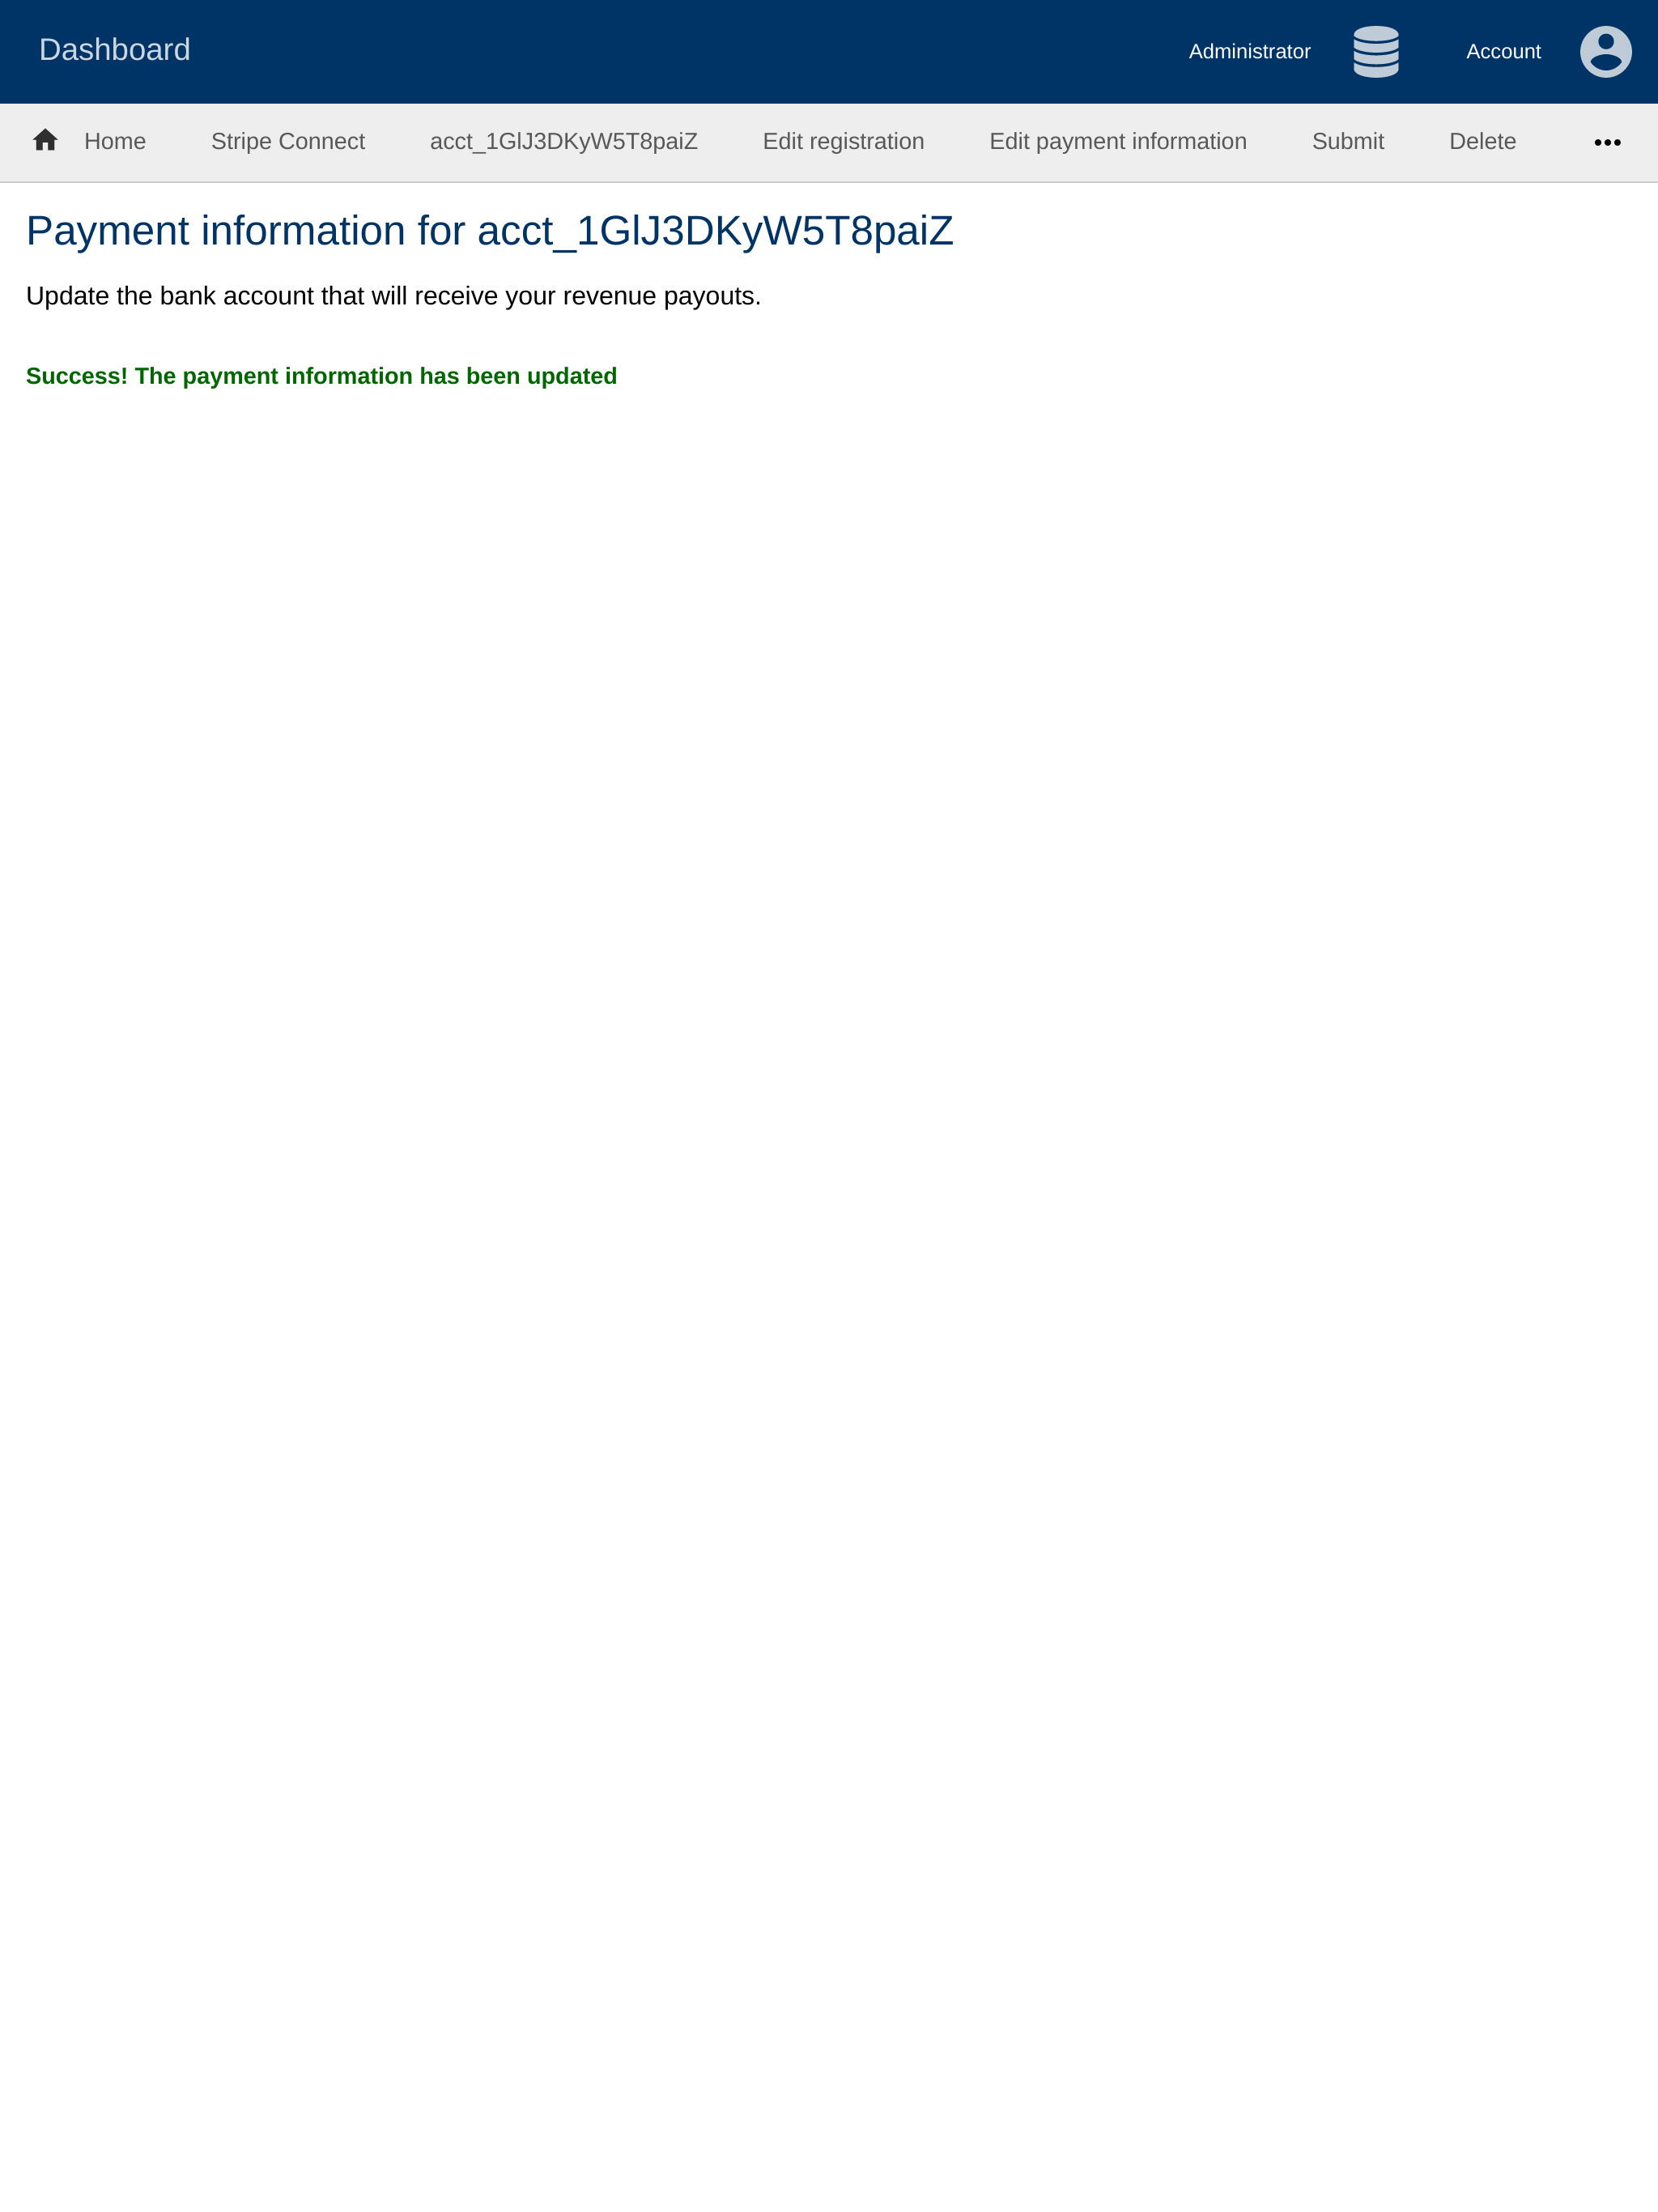 Dashboard
Administrator
Account
Home
Stripe Connect
acct_1GlJ3DKyW5T8paiZ
Edit registration
Edit payment information
Submit
Delete
Payment information for acct_1GlJ3DKyW5T8paiZ
Update the bank account that will receive your revenue payouts.
Success! The payment information has been updated